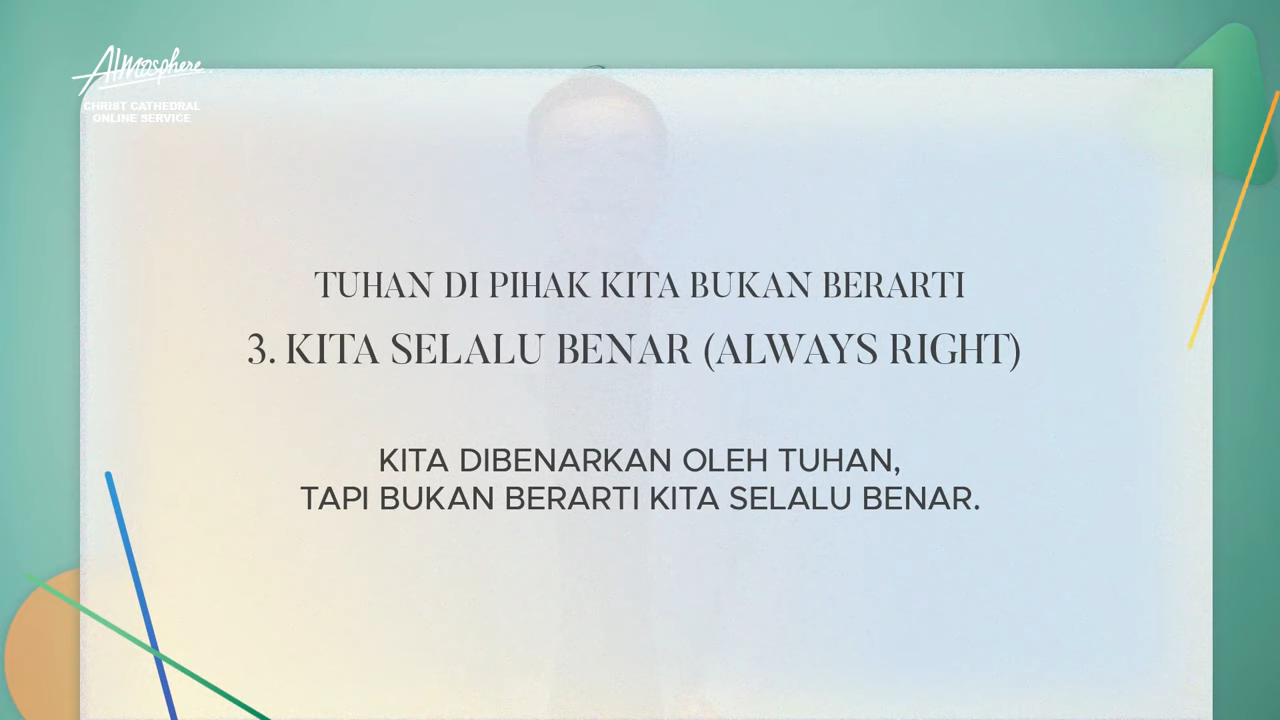 Atmosphere
CHRIST CATHEDRAL
ONLINE SERVICE
TUHAN DI PIHAK KITA BUKAN BERARTI
3. KITA SELALU BENAR (ALWAYS RIGHT)
KITA DIBENARKAN OLEH TUHAN,
TAPI BUKAN BERARTI KITA SELALU BENAR.